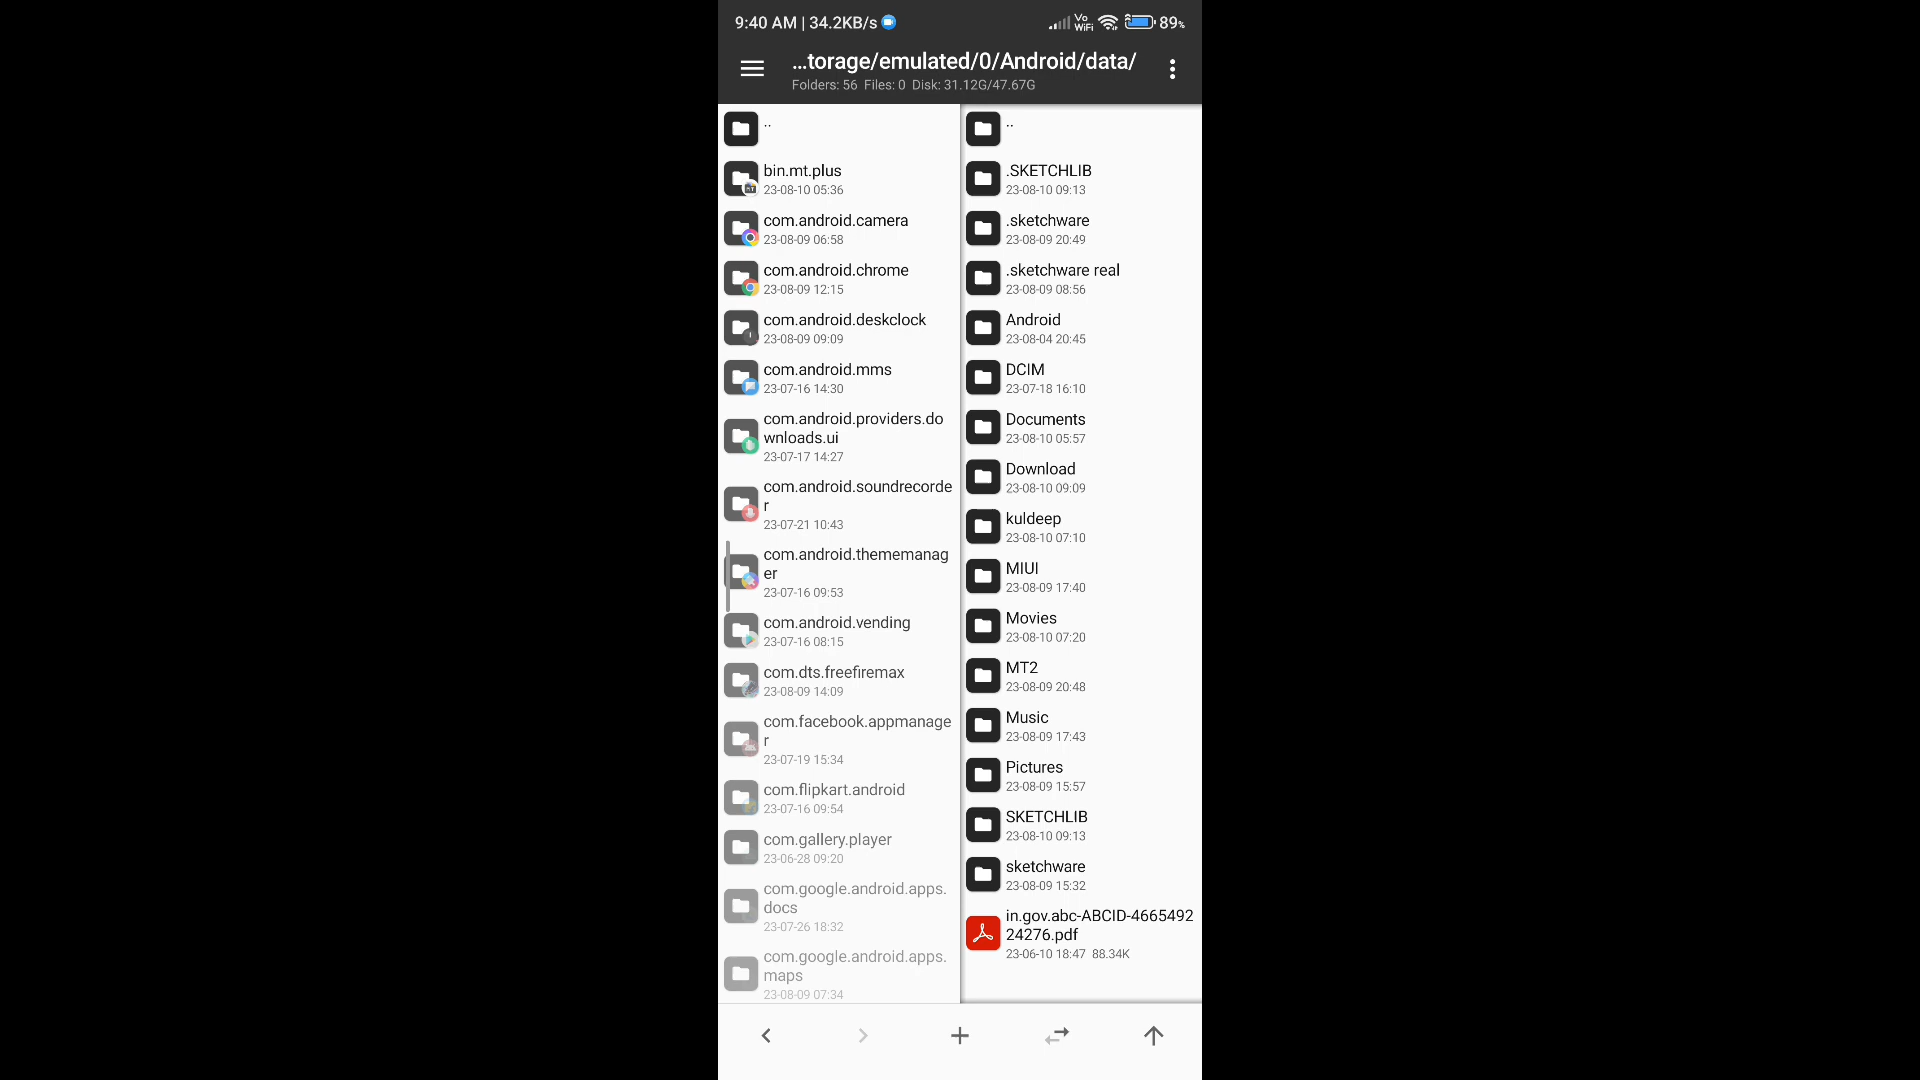 9:40 AM | 34.2KB/s
Vo
WiFi
89%
...torage/emulated/0/Android/data/
Folders: 56 Files: 0 Disk: 31.12G/47.67G
..
bin.mt.plus
23-08-10 05:36
com.android.camera
23-08-09 06:58
com.android.chrome
23-08-09 12:15
com.android.deskclock
23-08-09 09:09
com.android.mms
23-07-16 14:30
com.android.providers.do
wnloads.ui
23-07-17 14:27
com.android.soundrecorde
r
23-07-21 10:43
com.android.thememanag
er
23-07-16 09:53
com.android.vending
23-07-16 08:15
com.dts.freefiremax
23-08-09 14:09
com.facebook.appmanage
r
23-07-19 15:34
com.flipkart.android
23-07-16 09:54
com.gallery.player
23-06-28 09:20
com.google.android.apps.
docs
23-07-26 18:32
com.google.android.apps.
maps
23-08-09 07:34
..
.SKETCHLIB
23-08-10 09:13
.sketchware
23-08-09 20:49
.sketchware real
23-08-09 08:56
Android
23-08-04 20:45
DCIM
23-07-18 16:10
Documents
23-08-10 05:57
Download
23-08-10 09:09
kuldeep
23-08-10 07:10
MIUI
23-08-09 17:40
Movies
23-08-10 07:20
MT2
23-08-09 20:48
Music
23-08-09 17:43
Pictures
23-08-09 15:57
SKETCHLIB
23-08-10 09:13
sketchware
23-08-09 15:32
in.gov.abc-ABCID-4665492
24276.pdf
23-06-10 18:47 88.34K